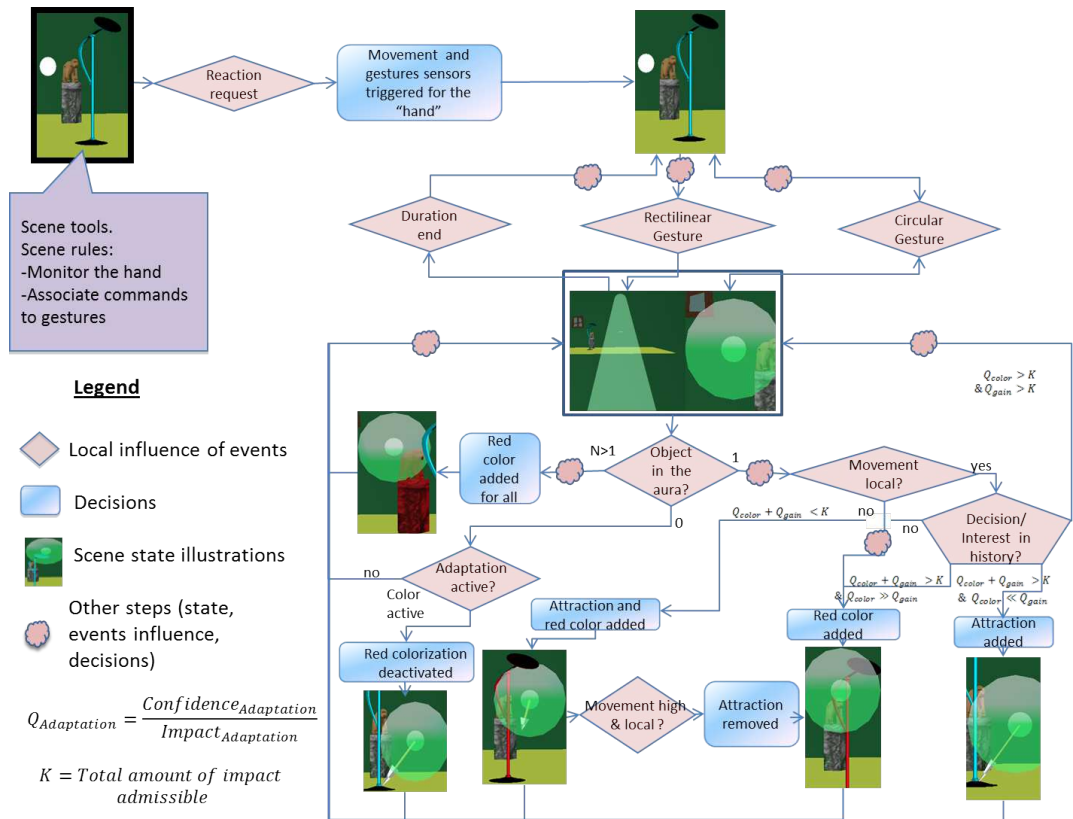 Reaction
request
Movement and
gestures sensors
triggered for the
“hand”
Scene tools.
Scene rules:
-Monitor the hand
-Associate commands
to gestures
Duration
end
Rectilinear
Gesture
Circular
Gesture
Legend
Local influence of events
Decisions
Scene state illustrations
Other steps (state,
events influence,
decisions)
Q_Adaptation = Confidence_Adaptation / Impact_Adaptation
K = Total amount of impact
admissible
Q_color > K
& Q_gain > K
N>1
Red
color
added
for all
Object
in the
aura?
1
0
Movement
local?
yes
no
Q_color + Q_gain < K
no
Decision/
Interest in
history?
Adaptation
active?
no
Color
active
Q_color + Q_gain > K
& Q_color ≫ Q_gain
Q_color + Q_gain > K
& Q_color ≪ Q_gain
Attraction and
red color added
Red color
added
Attraction
added
Red colorization
deactivated
Movement high
& local ?
Attraction
removed